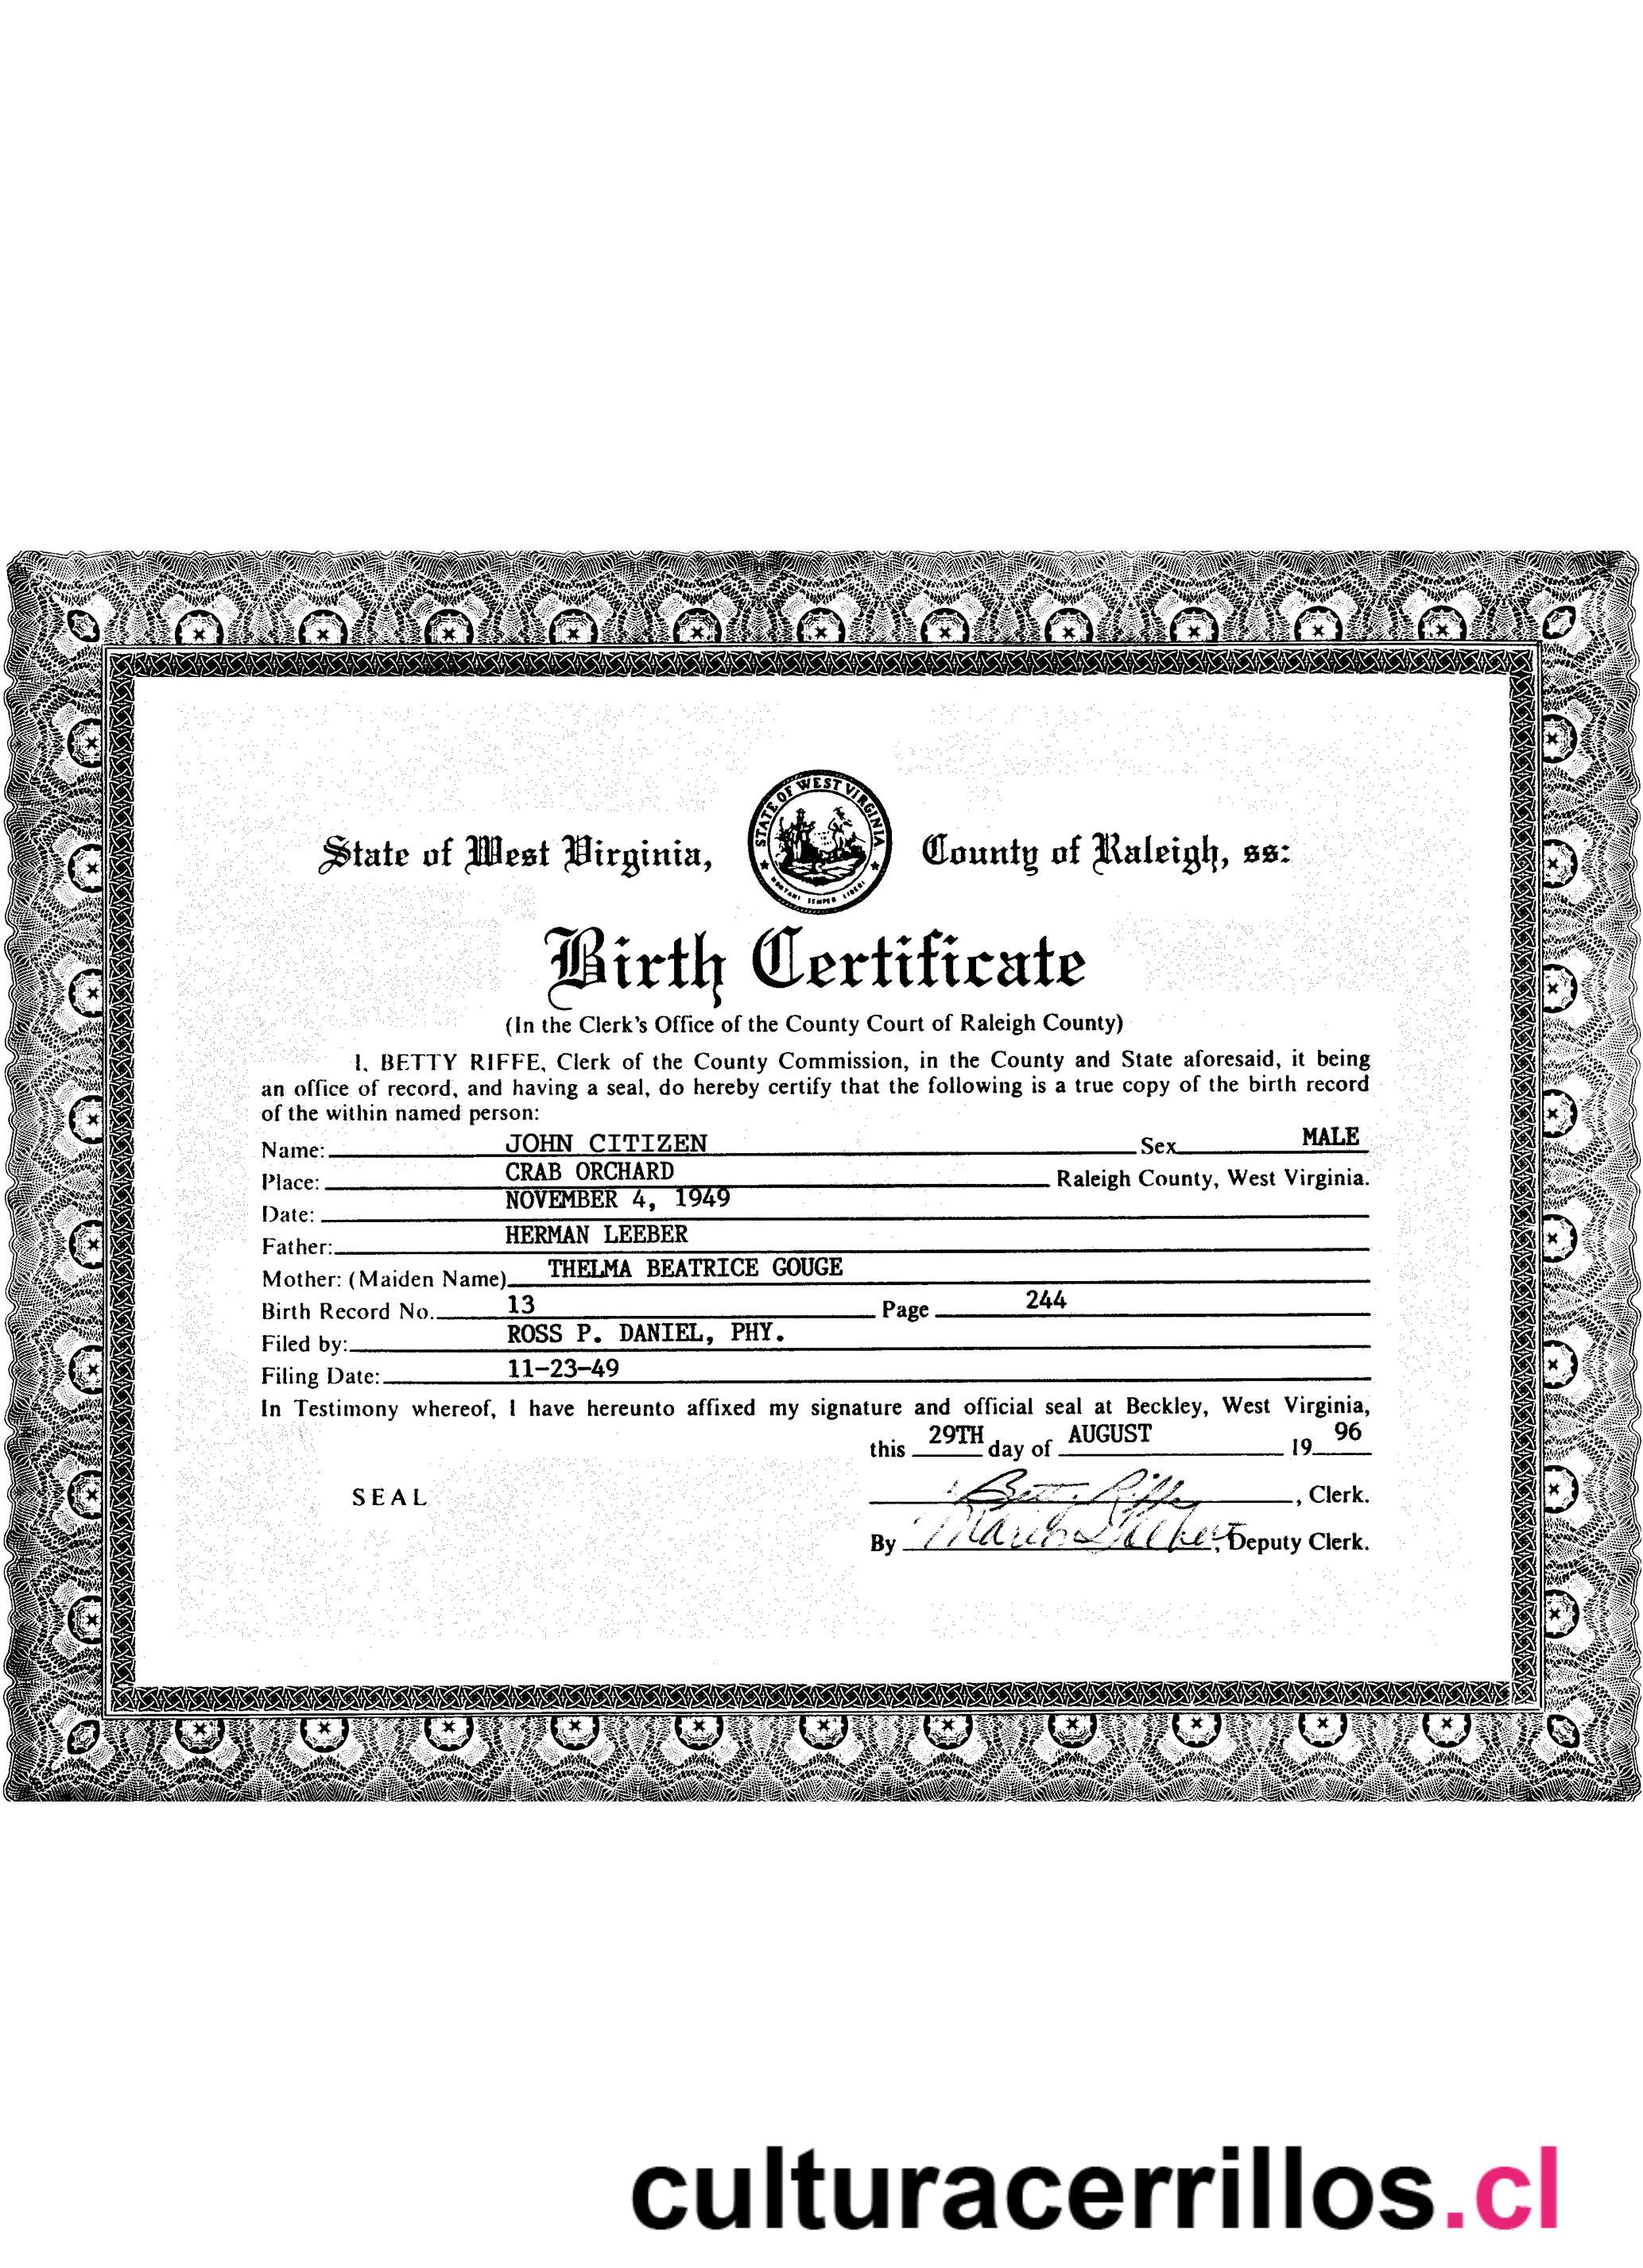 STATE OF WEST VIRGINIA
MONTANI SEMPER LIBERI
State of West Virginia, County of Raleigh, ss:
Birth Certificate
(In the Clerk's Office of the County Court of Raleigh County)
I, BETTY RIFFE, Clerk of the County Commission, in the County and State aforesaid, it being
an office of record, and having a seal, do hereby certify that the following is a true copy of the birth record
of the within named person:
Name: JOHN CITIZEN Sex MALE
Place: CRAB ORCHARD Raleigh County, West Virginia.
Date: NOVEMBER 4, 1949
Father: HERMAN LEEBER
Mother: (Maiden Name) THELMA BEATRICE GOUGE
Birth Record No. 13 Page 244
Filed by: ROSS P. DANIEL, PHY.
Filing Date: 11-23-49
In Testimony whereof, I have hereunto affixed my signature and official seal at Beckley, West Virginia,
this 29TH day of AUGUST 1996
SEAL Betty Riffe, Clerk.
By , Deputy Clerk.
culturacerrillos.cl